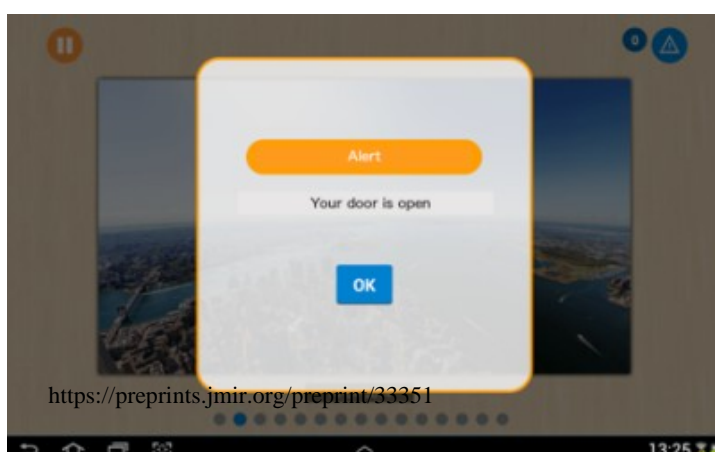 0
Alert
Your door is open
OK
https://preprints.jmir.org/preprint/33351
13:25